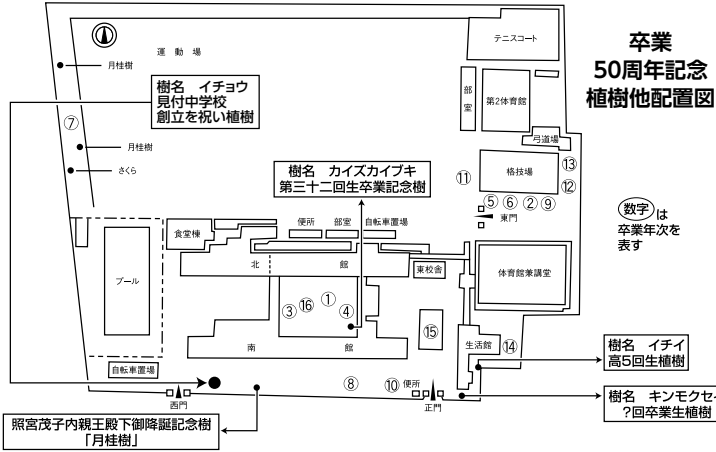 卒業
50周年記念
植樹他配置図
数字は
卒業年次を
表す
運動場
月桂樹
樹名　イチョウ
見付中学校
創立を祝い植樹
⑦
月桂樹
さくら
樹名　カイズカイブキ
第三十二回生卒業記念樹
テニスコート
部室
第2体育館
弓道場
格技場
⑪
⑬
⑫
⑤ ⑥ ② ⑨
東門
食堂棟
便所
部室
自転車置場
北館
東校舎
体育館兼講堂
プール
③ ⑯ ① ④
⑮
南館
生活館
⑭
自転車置場
⑧
⑩
便所
西門
正門
樹名　イチイ
高5回生植樹
樹名　キンモクセイ
?回卒業生植樹
照宮茂子内親王殿下御降誕記念樹
「月桂樹」